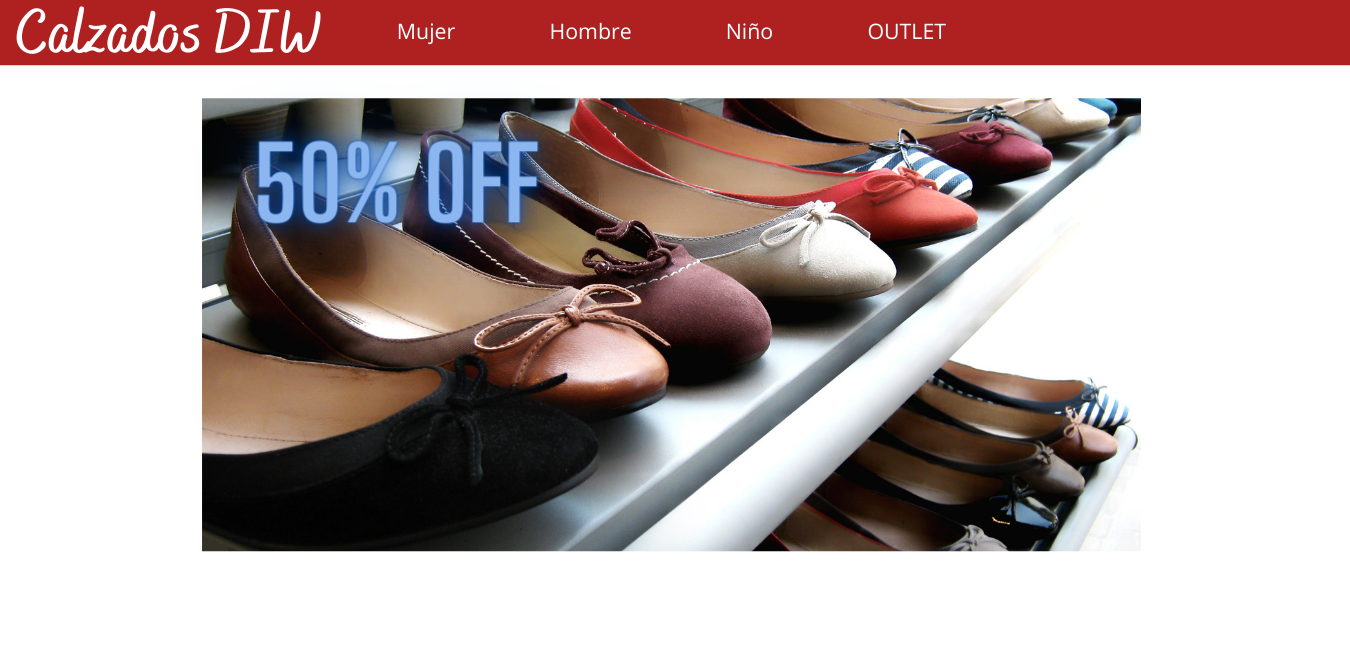 Calzados DIW
Mujer
Hombre
Niño
OUTLET
50% OFF